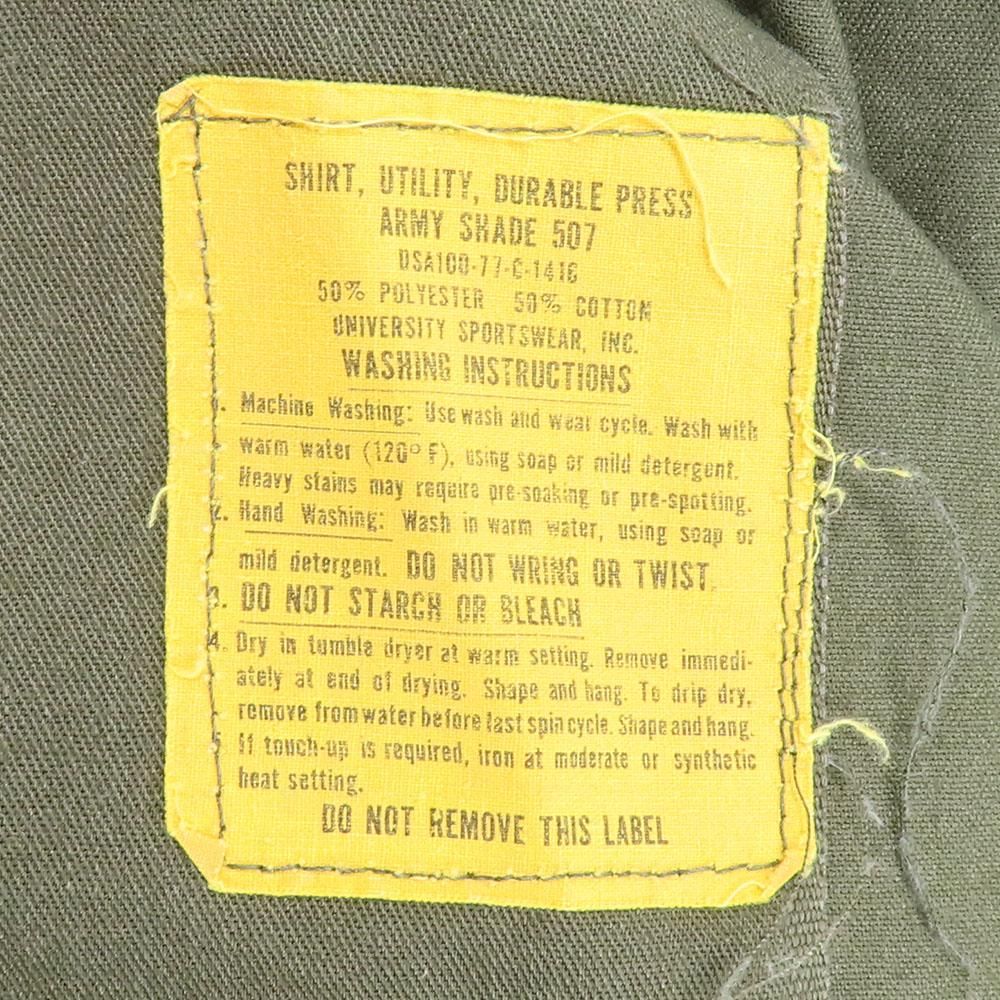 SHIRT, UTILITY, DURABLE PRESS
ARMY SHADE 507
DSA100-77-C-1416
50% POLYESTER 50% COTTON
UNIVERSITY SPORTSWEAR, INC.
WASHING INSTRUCTIONS
1. Machine Washing: Use wash and wear cycle. Wash with
warm water (120° F), using soap or mild detergent.
Heavy stains may require pre-soaking or pre-spotting.
2. Hand Washing: Wash in warm water, using soap or
mild detergent. DO NOT WRING OR TWIST.
3. DO NOT STARCH OR BLEACH
4. Dry in tumble dryer at warm setting. Remove immedi-
ately at end of drying. Shape and hang. To drip dry,
remove from water before last spin cycle. Shape and hang.
5 If touch-up is required, iron at moderate or synthetic
heat setting.
DO NOT REMOVE THIS LABEL